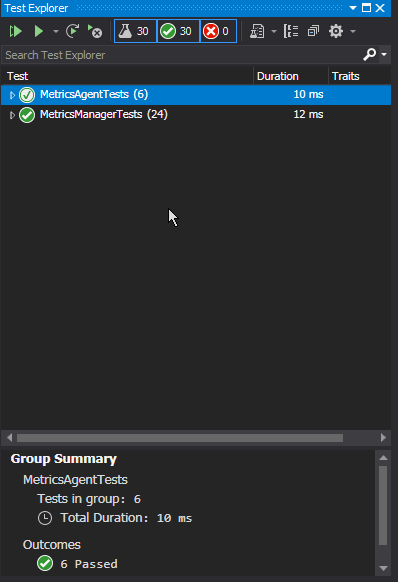 Test Explorer
30 30 0
Search Test Explorer
Test Duration Traits
MetricsAgentTests (6) 10 ms
MetricsManagerTests (24) 12 ms
Group Summary
MetricsAgentTests
Tests in group: 6
Total Duration: 10 ms
Outcomes
6 Passed